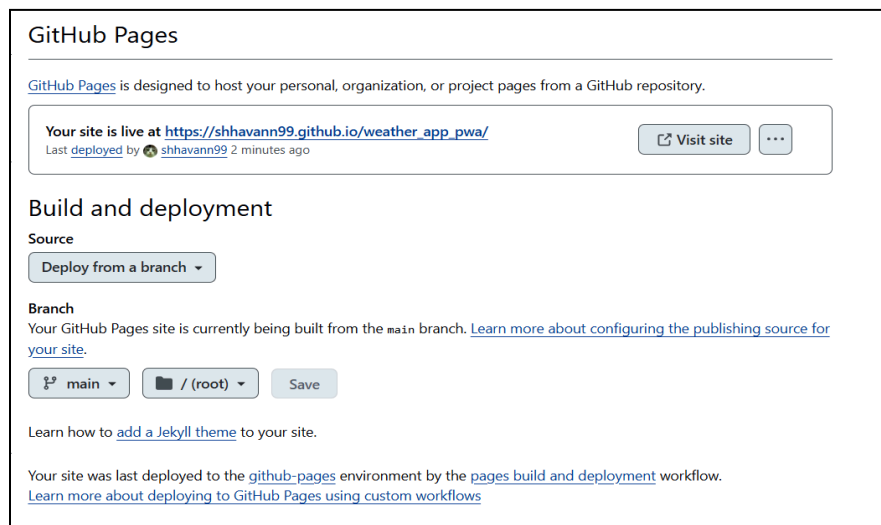 GitHub Pages
GitHub Pages is designed to host your personal, organization, or project pages from a GitHub repository.
Your site is live at https://shhavann99.github.io/weather_app_pwa/
Last deployed by shhavann99 2 minutes ago
Visit site
Build and deployment
Source
Deploy from a branch
Branch
Your GitHub Pages site is currently being built from the main branch. Learn more about configuring the publishing source for
your site.
main / (root) Save
Learn how to add a Jekyll theme to your site.
Your site was last deployed to the github-pages environment by the pages build and deployment workflow.
Learn more about deploying to GitHub Pages using custom workflows